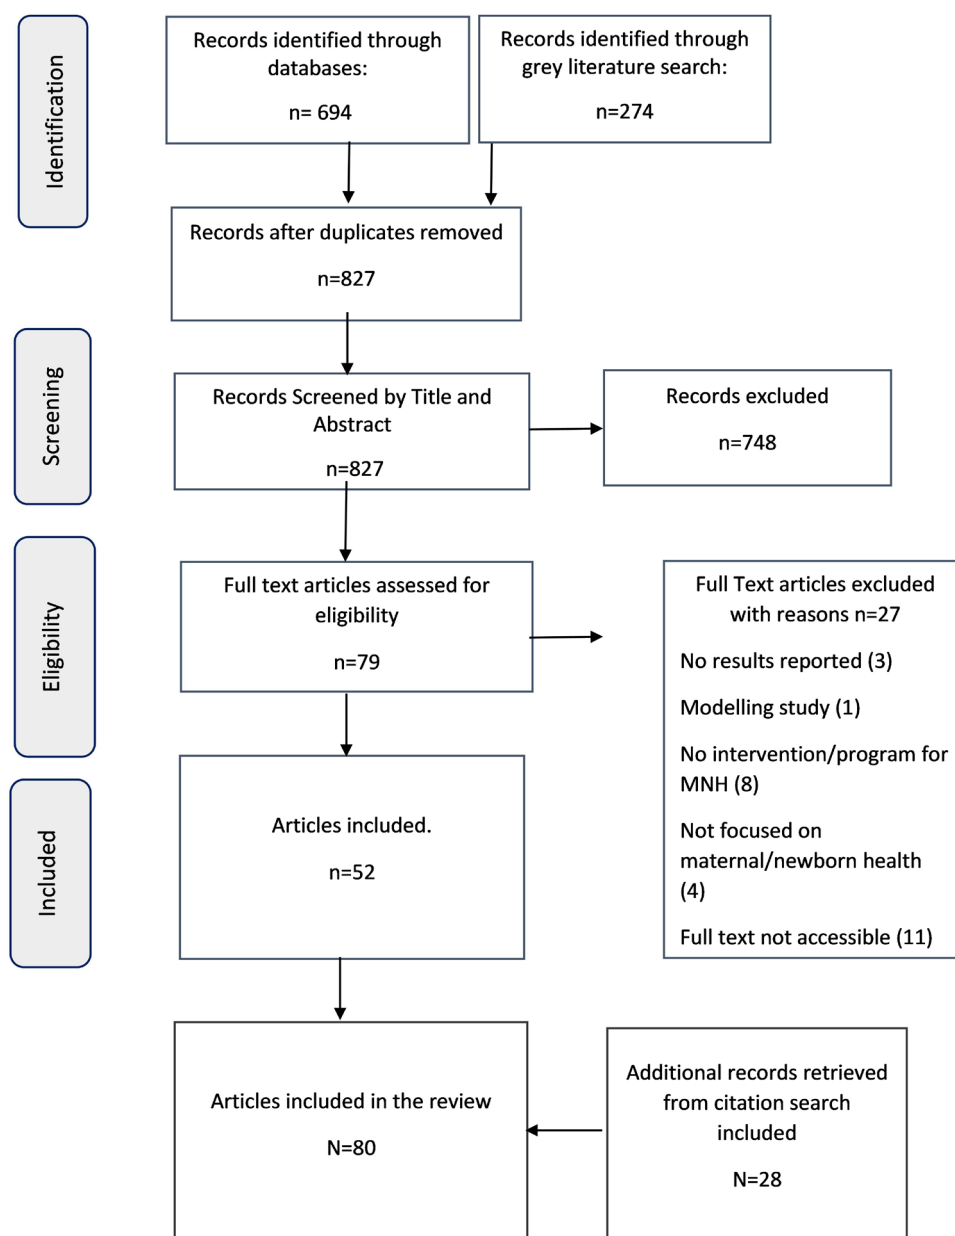 Identification
Records identified through
databases:
n= 694
Records identified through
grey literature search:
n=274
Records after duplicates removed
n=827
Screening
Records Screened by Title and
Abstract
n=827
Records excluded
n=748
Eligibility
Full text articles assessed for
eligibility
n=79
Full Text articles excluded
with reasons n=27
No results reported (3)
Modelling study (1)
No intervention/program for
MNH (8)
Not focused on
maternal/newborn health
(4)
Full text not accessible (11)
Included
Articles included.
n=52
Articles included in the review
N=80
Additional records retrieved
from citation search
included
N=28